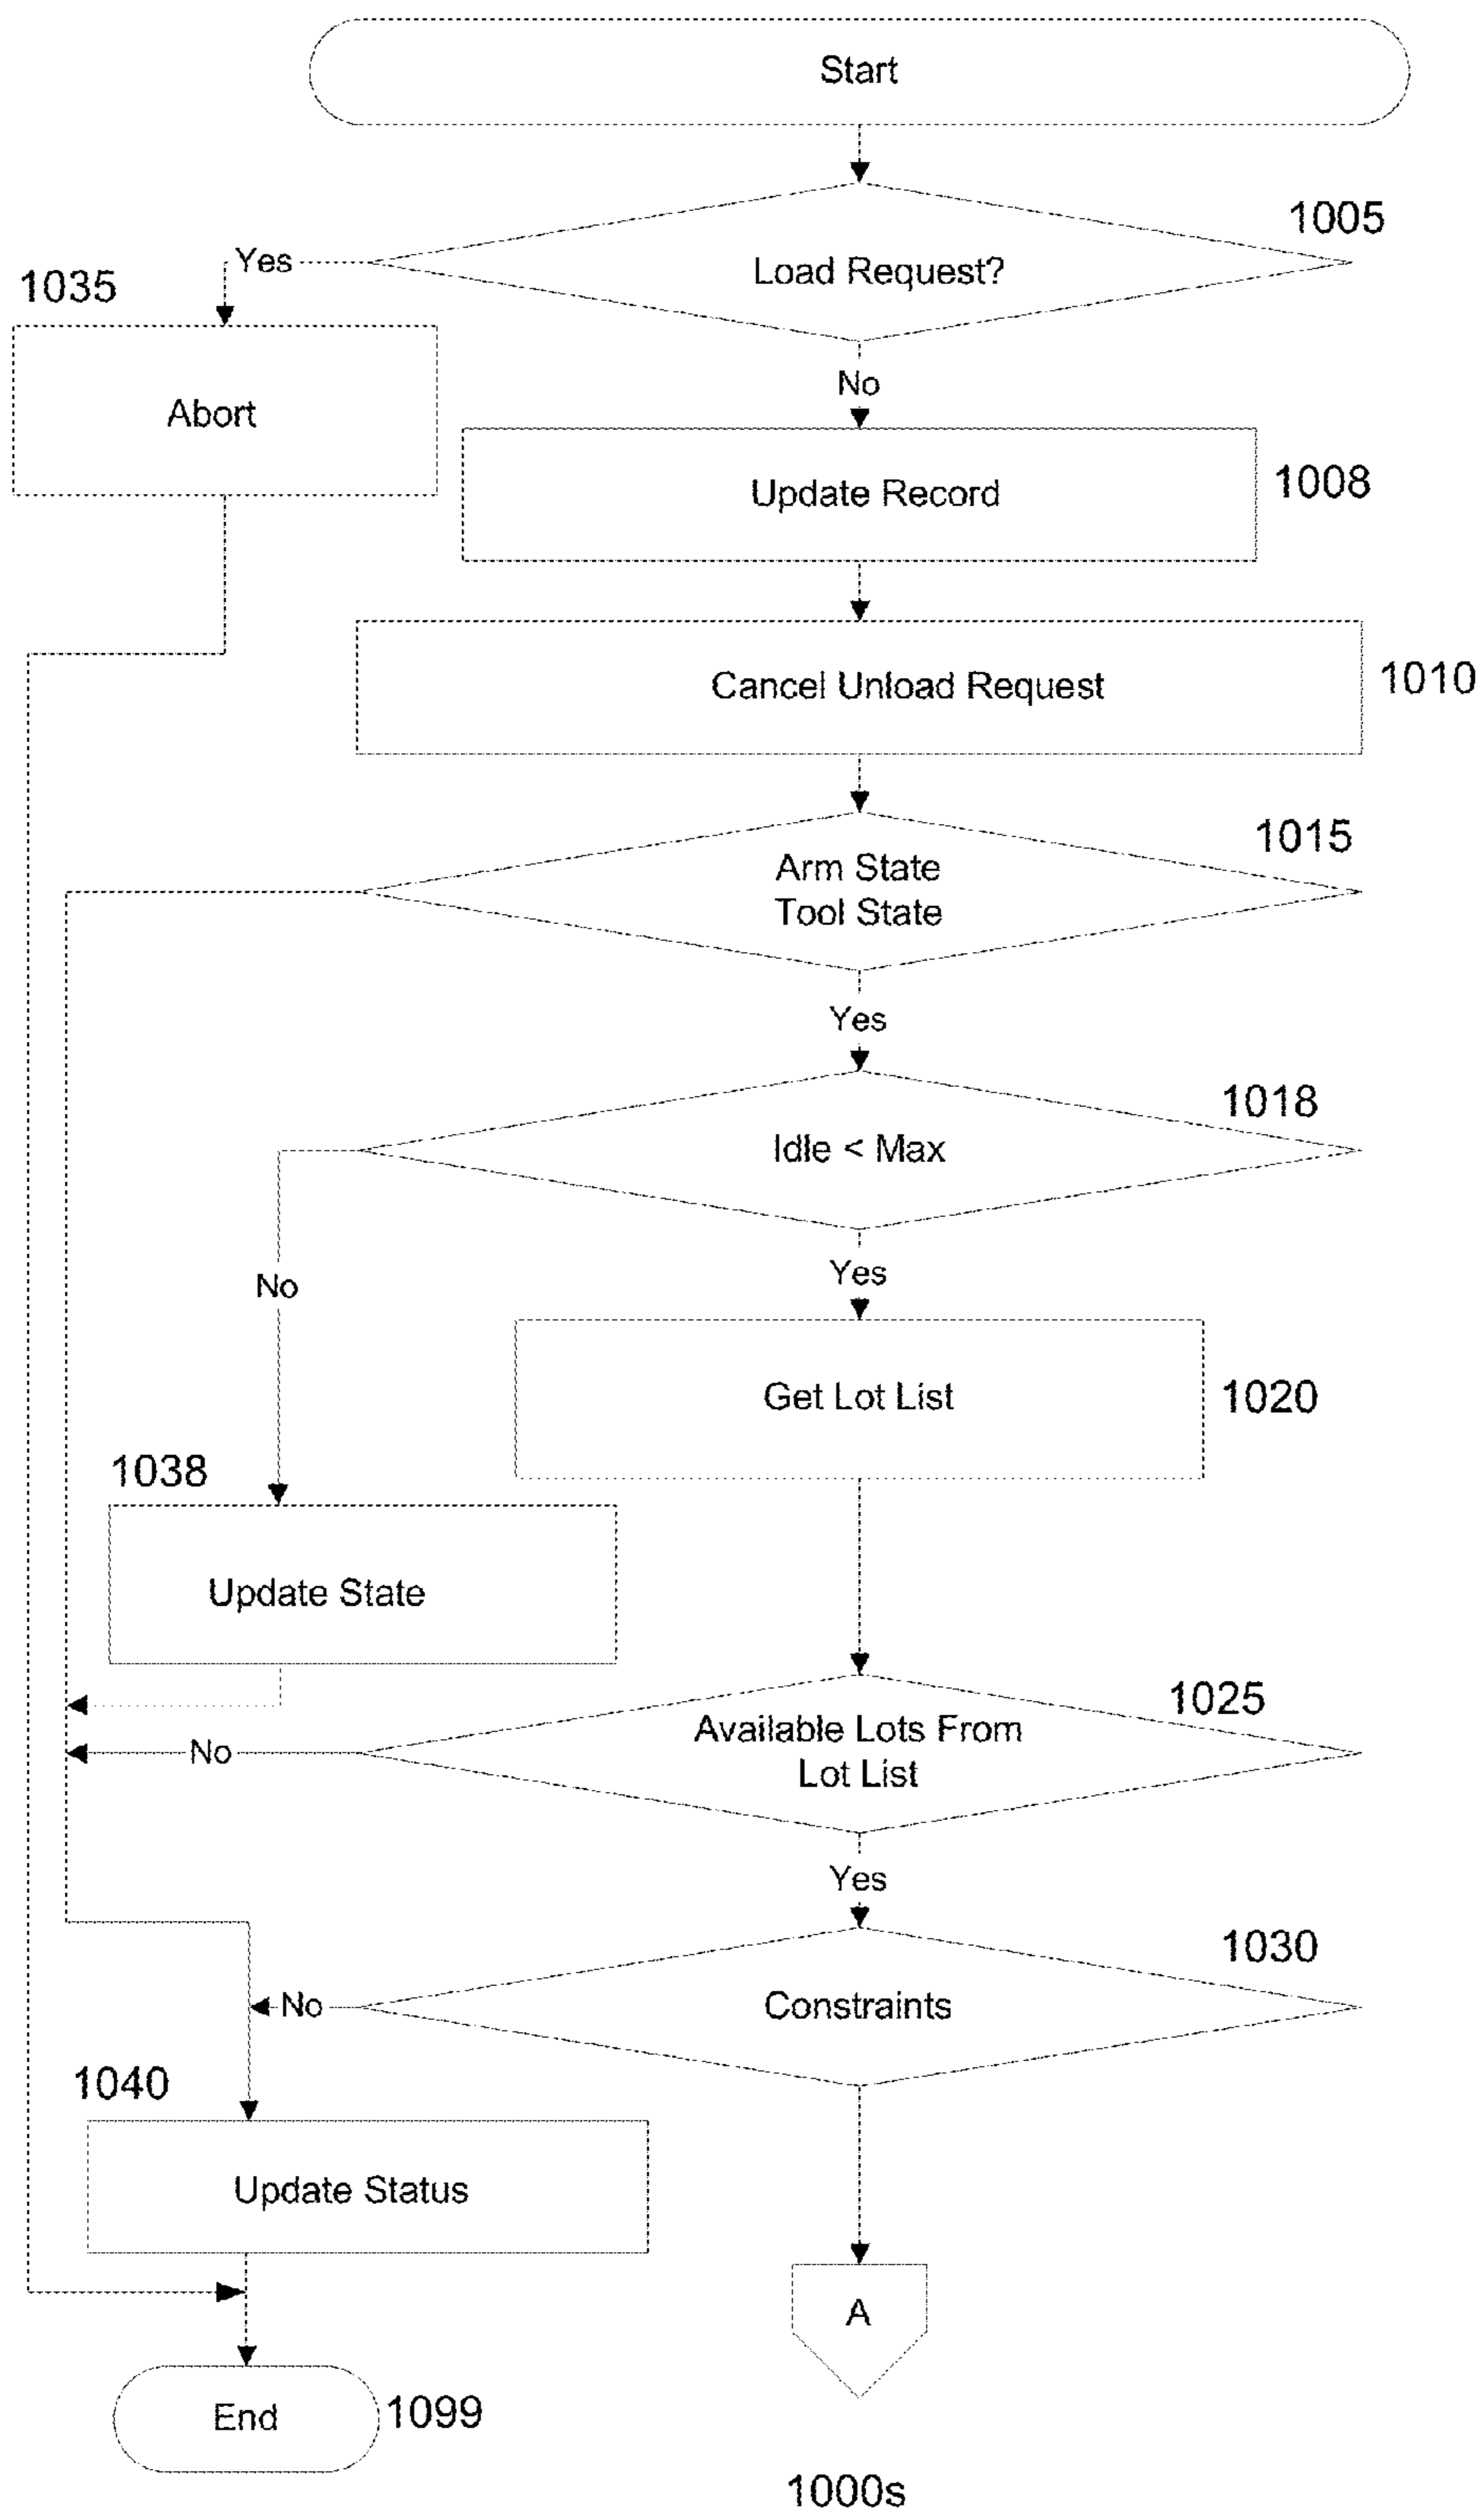 Start
1005
Load Request?
Yes
1035
Abort
No
Update Record
1008
Cancel Unload Request
1010
1015
Arm State
Tool State
Yes
1018
Idle < Max
No
Yes
Get Lot List
1020
1038
Update State
1025
Available Lots From
Lot List
No
Yes
1030
Constraints
No
1040
Update Status
A
End
1099
1000s